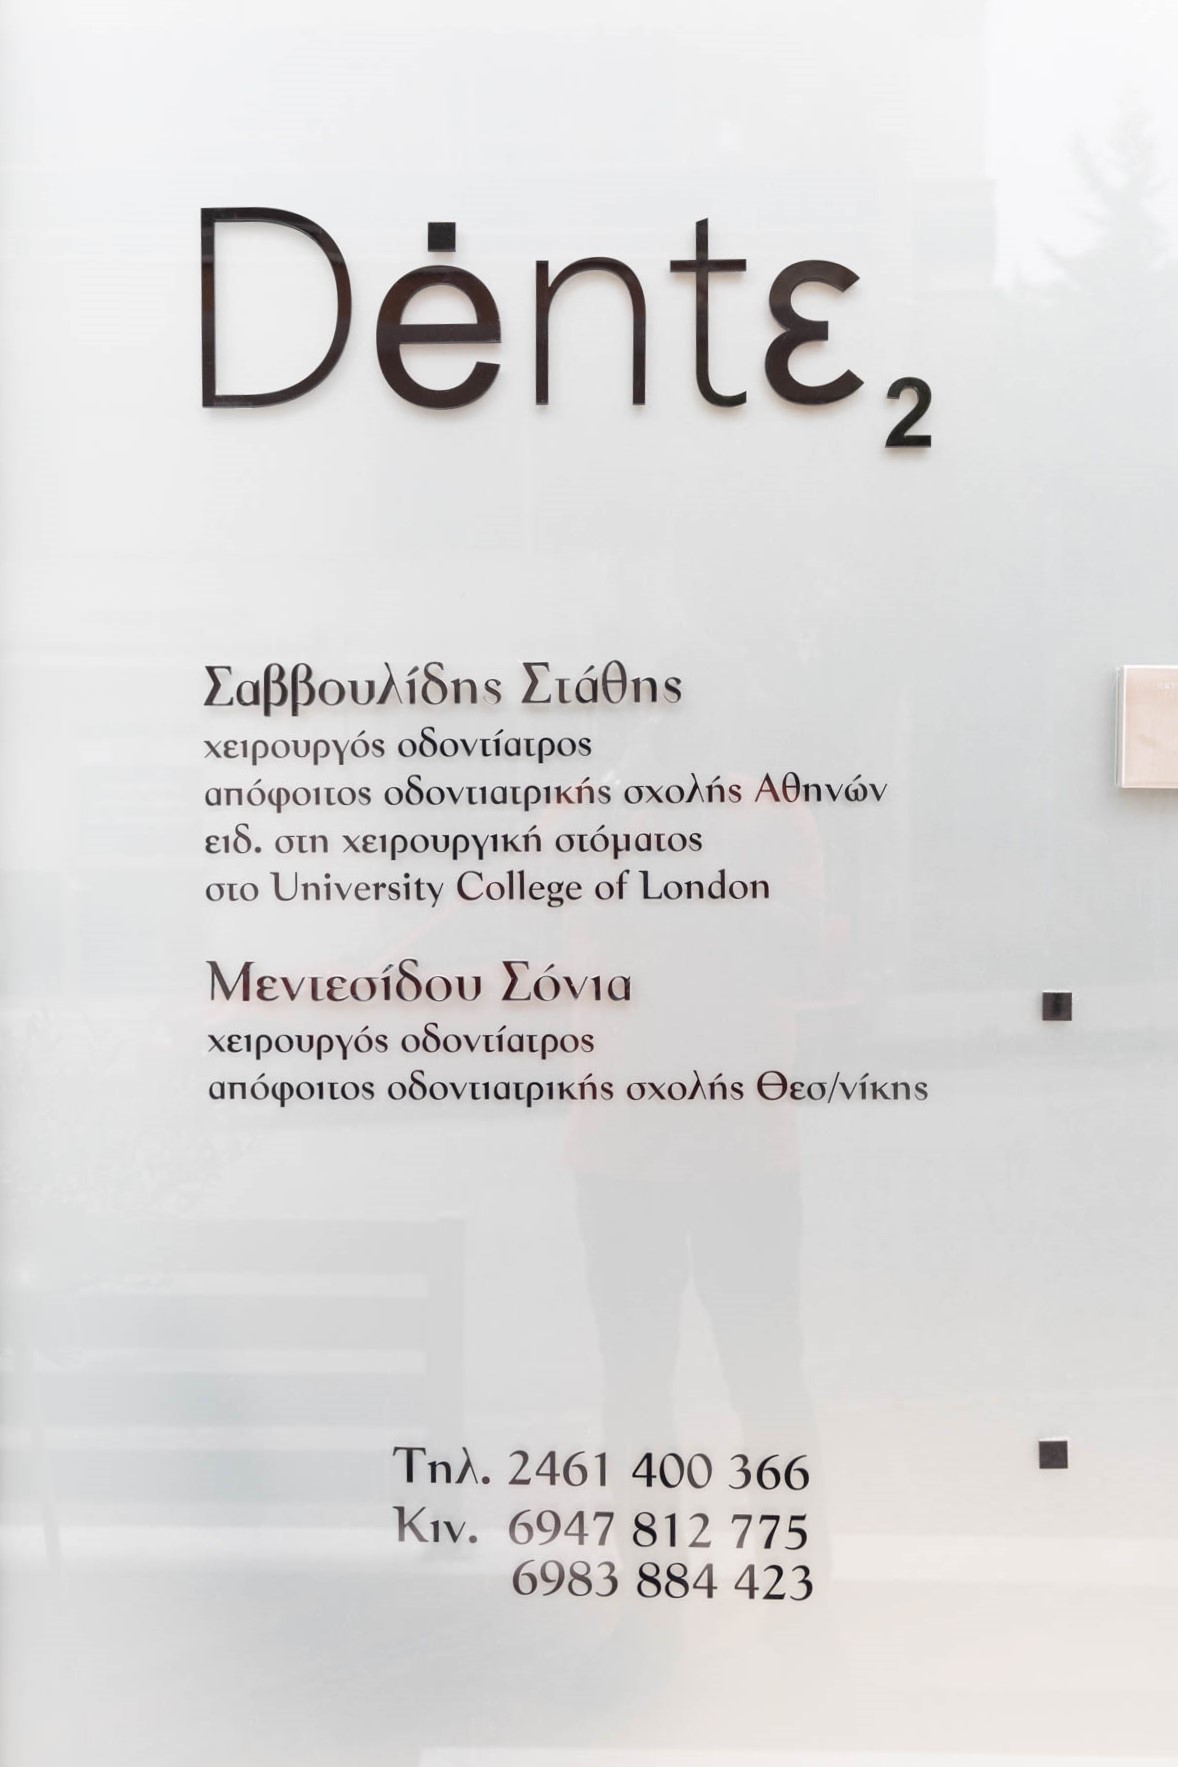 Dėntε2
Σαββουλίδης Στάθης
χειρουργός οδοντίατρος
απόφοιτος οδοντιατρικής σχολής Αθηνών
ειδ. στη χειρουργική στόματος
στο University College of London
Μεντεσίδου Σόνια
χειρουργός οδοντίατρος
απόφοιτος οδοντιατρικής σχολής Θεσ/νίκης
Τηλ. 2461 400 366
Κιν. 6947 812 775
6983 884 423